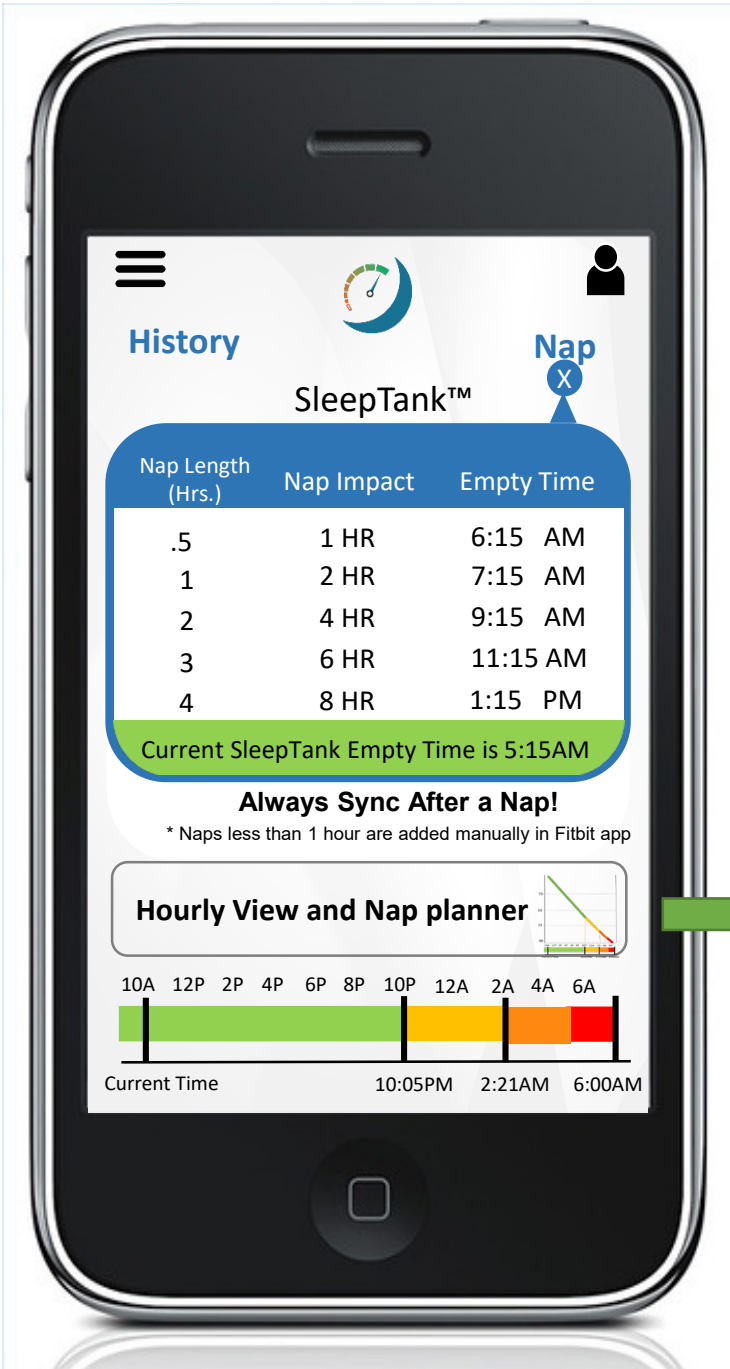 History
Nap
X
SleepTank™
Nap Length (Hrs.) Nap Impact Empty Time
.5 1 HR 6:15 AM
1 2 HR 7:15 AM
2 4 HR 9:15 AM
3 6 HR 11:15 AM
4 8 HR 1:15 PM
Current SleepTank Empty Time is 5:15AM
Always Sync After a Nap!
* Naps less than 1 hour are added manually in Fitbit app
Hourly View and Nap planner
10A 12P 2P 4P 6P 8P 10P 12A 2A 4A 6A
Current Time 10:05PM 2:21AM 6:00AM